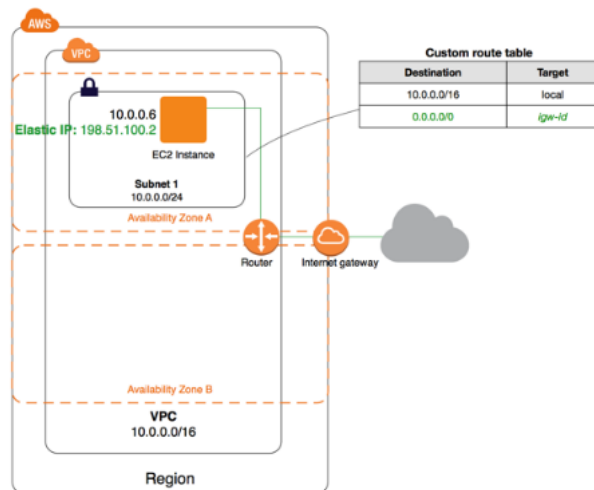 AWS
VPC
Custom route table
Destination Target
10.0.0.0/16 local
0.0.0.0/0 igw-id
10.0.0.6
Elastic IP: 198.51.100.2
EC2 Instance
Subnet 1
10.0.0.0/24
Availability Zone A
Router
Internet gateway
Availability Zone B
VPC
10.0.0.0/16
Region